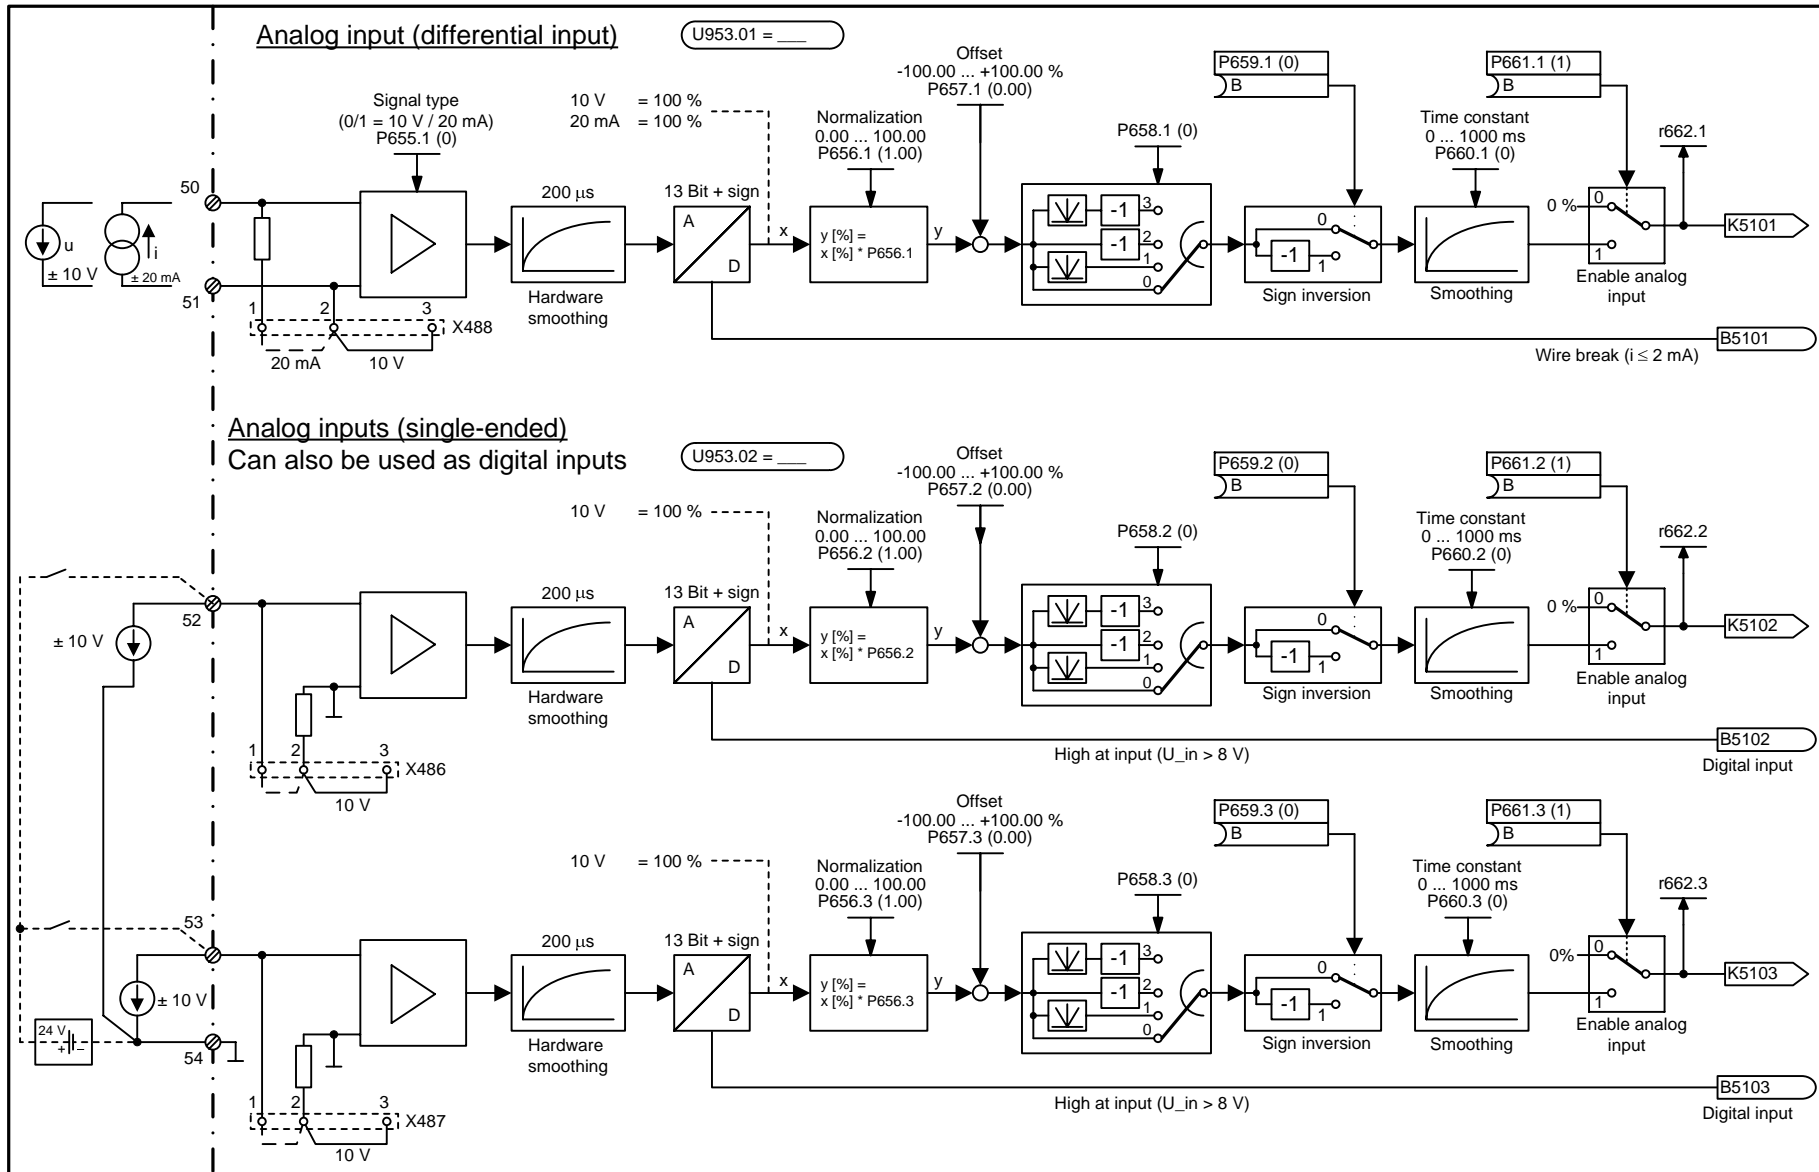 Analog input (differential input)
U953.01 = ___
Offset
-100.00 ... +100.00 %
P657.1 (0.00)
P659.1 (0)
B
P661.1 (1)
B
Signal type
(0/1 = 10 V / 20 mA)
P655.1 (0)
10 V = 100 %
20 mA = 100 %
Normalization
0.00 ... 100.00
P656.1 (1.00)
P658.1 (0)
Time constant
0 ... 1000 ms
P660.1 (0)
r662.1
50
200 µs
13 Bit + sign
u
± 10 V
i
± 20 mA
51
A
D
x
y [%] =
x [%] * P656.1
y
-1
3
-1
2
1
0
0
-1
1
0 %
0
1
K5101
Hardware
smoothing
Sign inversion
Smoothing
Enable analog
input
1
2
3
X488
20 mA
10 V
B5101
Wire break (i ≤ 2 mA)
Analog inputs (single-ended)
Can also be used as digital inputs
U953.02 = ___
Offset
-100.00 ... +100.00 %
P657.2 (0.00)
P659.2 (0)
B
P661.2 (1)
B
10 V = 100 %
Normalization
0.00 ... 100.00
P656.2 (1.00)
P658.2 (0)
Time constant
0 ... 1000 ms
P660.2 (0)
r662.2
52
± 10 V
200 µs
13 Bit + sign
A
D
x
y [%] =
x [%] * P656.2
y
-1
3
-1
2
1
0
0
-1
1
0 %
0
1
K5102
Hardware
smoothing
Sign inversion
Smoothing
Enable analog
input
1
2
3
X486
10 V
High at input (U_in > 8 V)
B5102
Digital input
Offset
-100.00 ... +100.00 %
P657.3 (0.00)
P659.3 (0)
B
P661.3 (1)
B
10 V = 100 %
Normalization
0.00 ... 100.00
P656.3 (1.00)
P658.3 (0)
Time constant
0 ... 1000 ms
P660.3 (0)
r662.3
53
± 10 V
24 V
+
–
54
200 µs
13 Bit + sign
A
D
x
y [%] =
x [%] * P656.3
y
-1
3
-1
2
1
0
0
-1
1
0%
0
1
K5103
Hardware
smoothing
Sign inversion
Smoothing
Enable analog
input
1
2
3
X487
10 V
High at input (U_in > 8 V)
B5103
Digital input